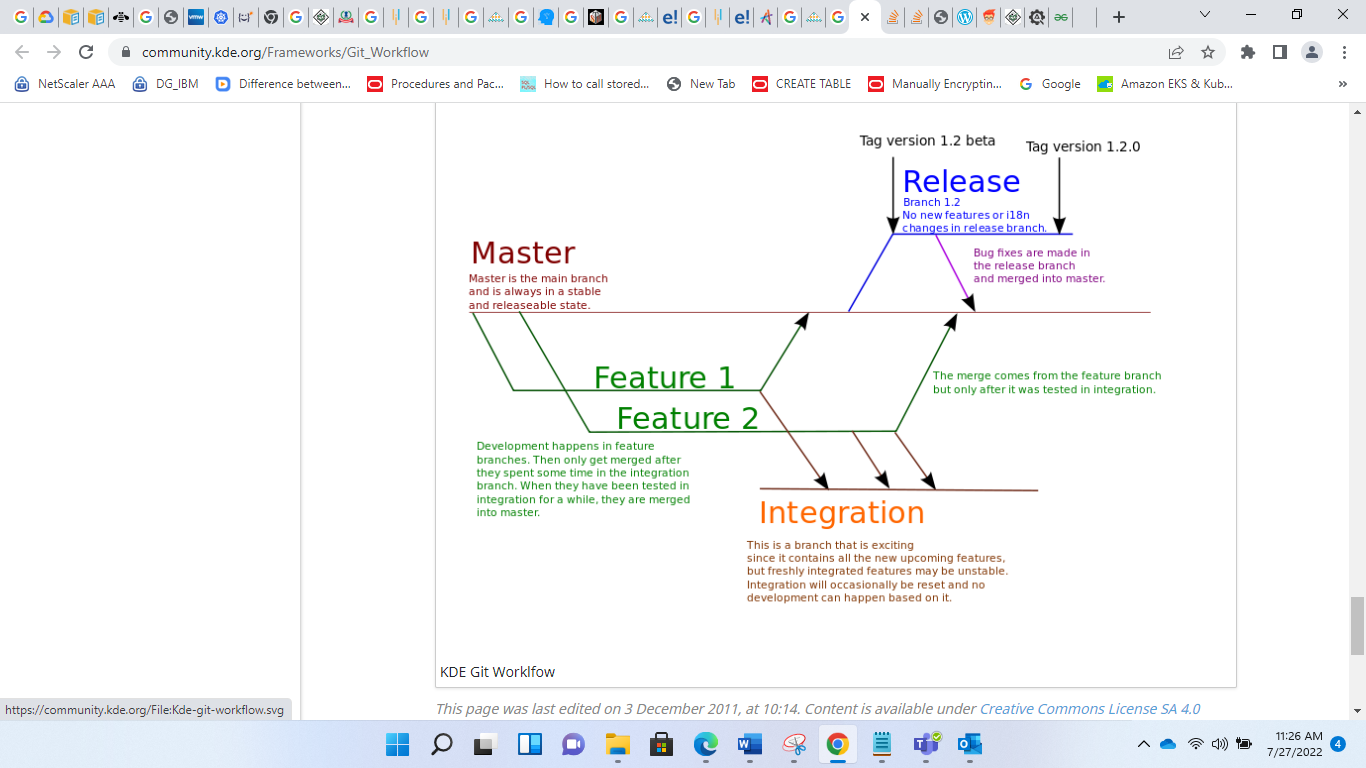 community.kde.org/Frameworks/Git_Workflow
NetScaler AAA
DG_IBM
Difference between...
Procedures and Pac...
How to call stored...
New Tab
CREATE TABLE
Manually Encryptin...
Google
Amazon EKS & Kub...
»
Tag version 1.2 beta
Tag version 1.2.0
Release
Branch 1.2
No new features or i18n
changes in release branch.
Master
Master is the main branch
and is always in a stable
and releaseable state.
Bug fixes are made in
the release branch
and merged into master.
Feature 1
Feature 2
The merge comes from the feature branch
but only after it was tested in integration.
Development happens in feature
branches. Then only get merged after
they spent some time in the integration
branch. When they have been tested in
integration for a while, they are merged
into master.
Integration
This is a branch that is exciting
since it contains all the new upcoming features,
but freshly integrated features may be unstable.
Integration will occasionally be reset and no
development can happen based on it.
KDE Git Worklfow
https://community.kde.org/File:Kde-git-workflow.svg
This page was last edited on 3 December 2011, at 10:14. Content is available under Creative Commons License SA 4.0
11:26 AM
7/27/2022
4